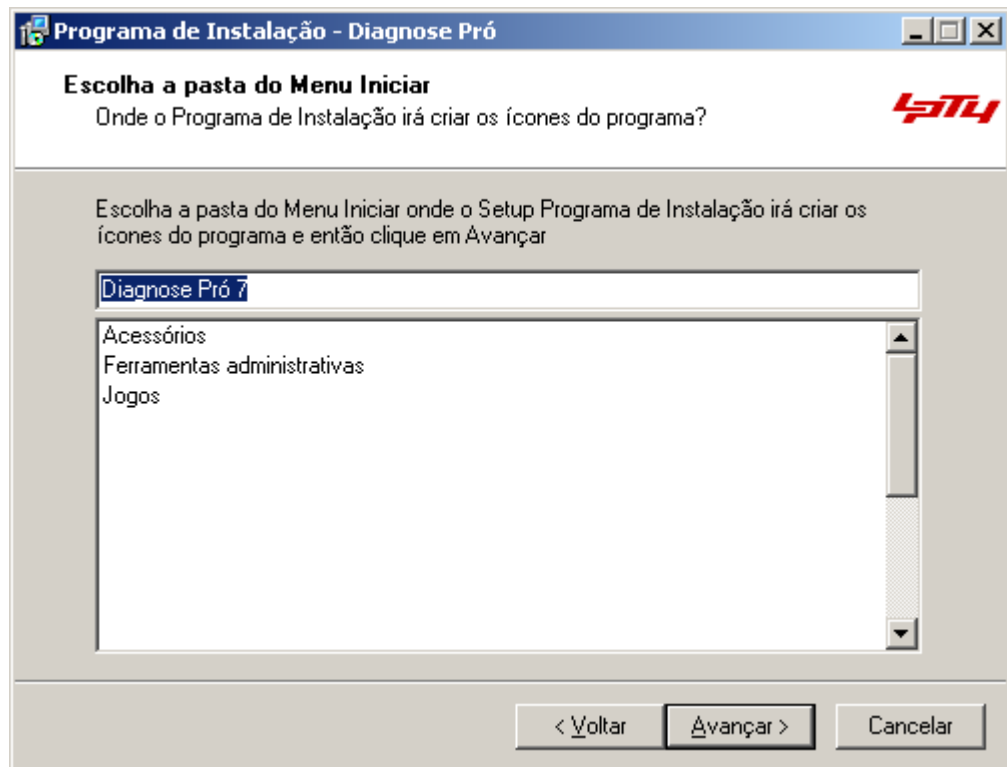 Programa de Instalação - Diagnose Pró
Escolha a pasta do Menu Iniciar
Onde o Programa de Instalação irá criar os ícones do programa?
Escolha a pasta do Menu Iniciar onde o Setup Programa de Instalação irá criar os
ícones do programa e então clique em Avançar
Diagnose Pró 7
Acessórios
Ferramentas administrativas
Jogos
< Voltar
Avançar >
Cancelar